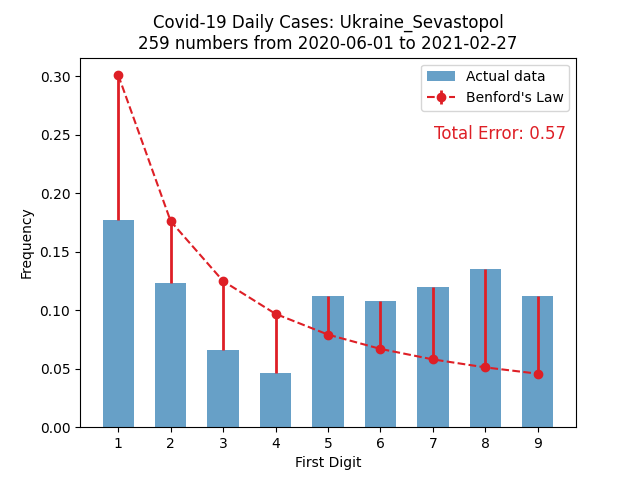 Covid-19 Daily Cases: Ukraine_Sevastopol
259 numbers from 2020-06-01 to 2021-02-27
Actual data
Benford's Law
Total Error: 0.57
Frequency
0.30
0.25
0.20
0.15
0.10
0.05
0.00
1 2 3 4 5 6 7 8 9
First Digit